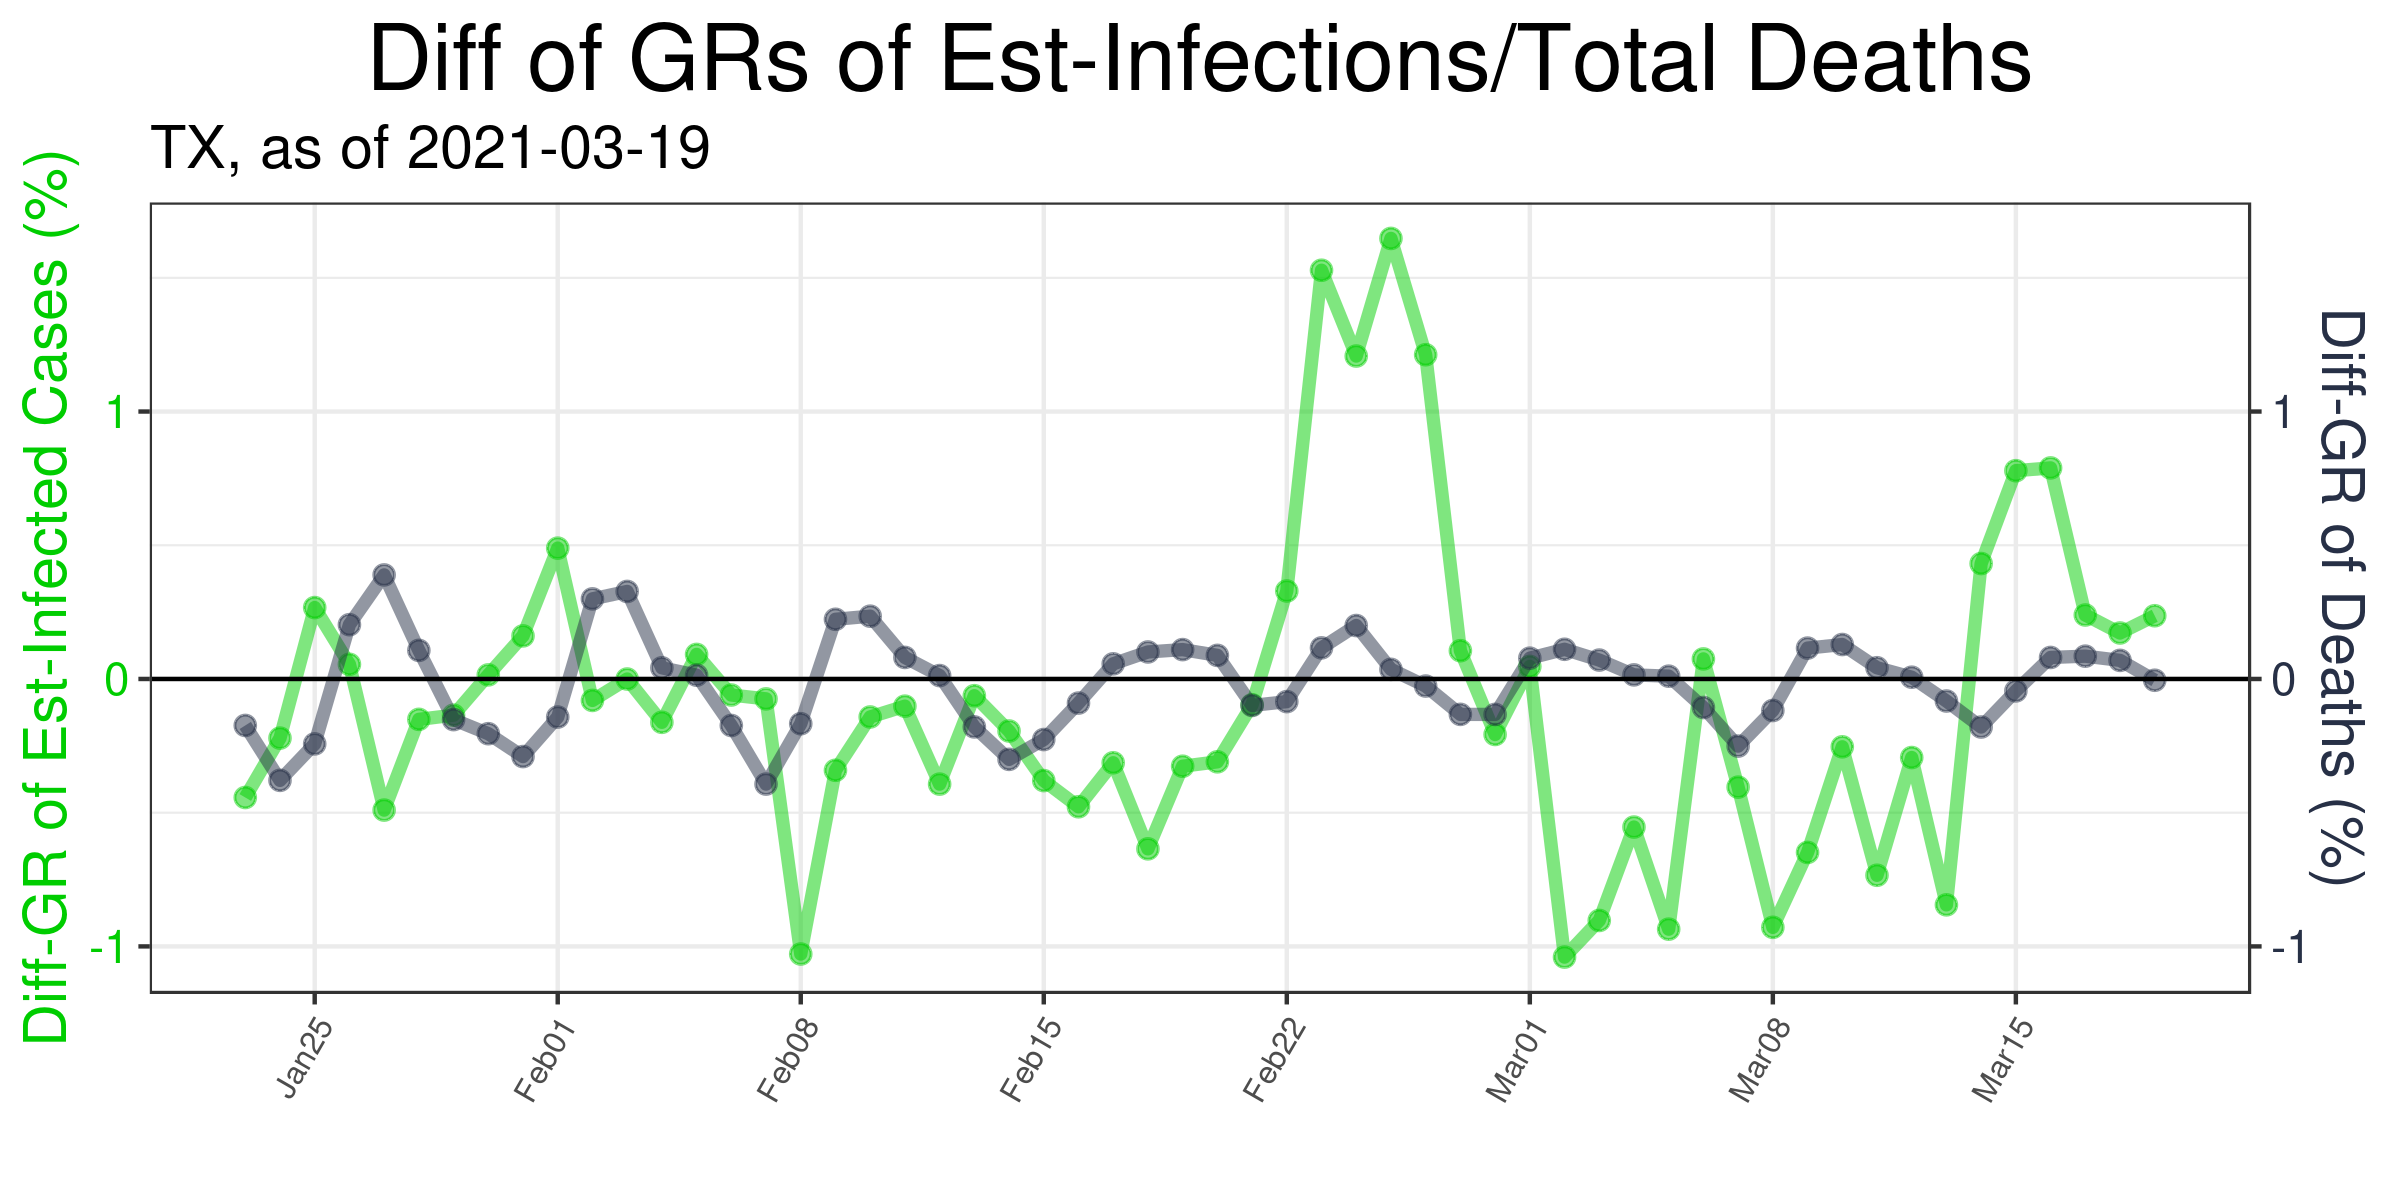 Diff of GRs of Est-Infections/Total Deaths
TX, as of 2021-03-19
Diff-GR of Est-Infected Cases (%)
1
0
-1
1
0
-1
Diff-GR of Deaths (%)
Jan25
Feb01
Feb08
Feb15
Feb22
Mar01
Mar08
Mar15